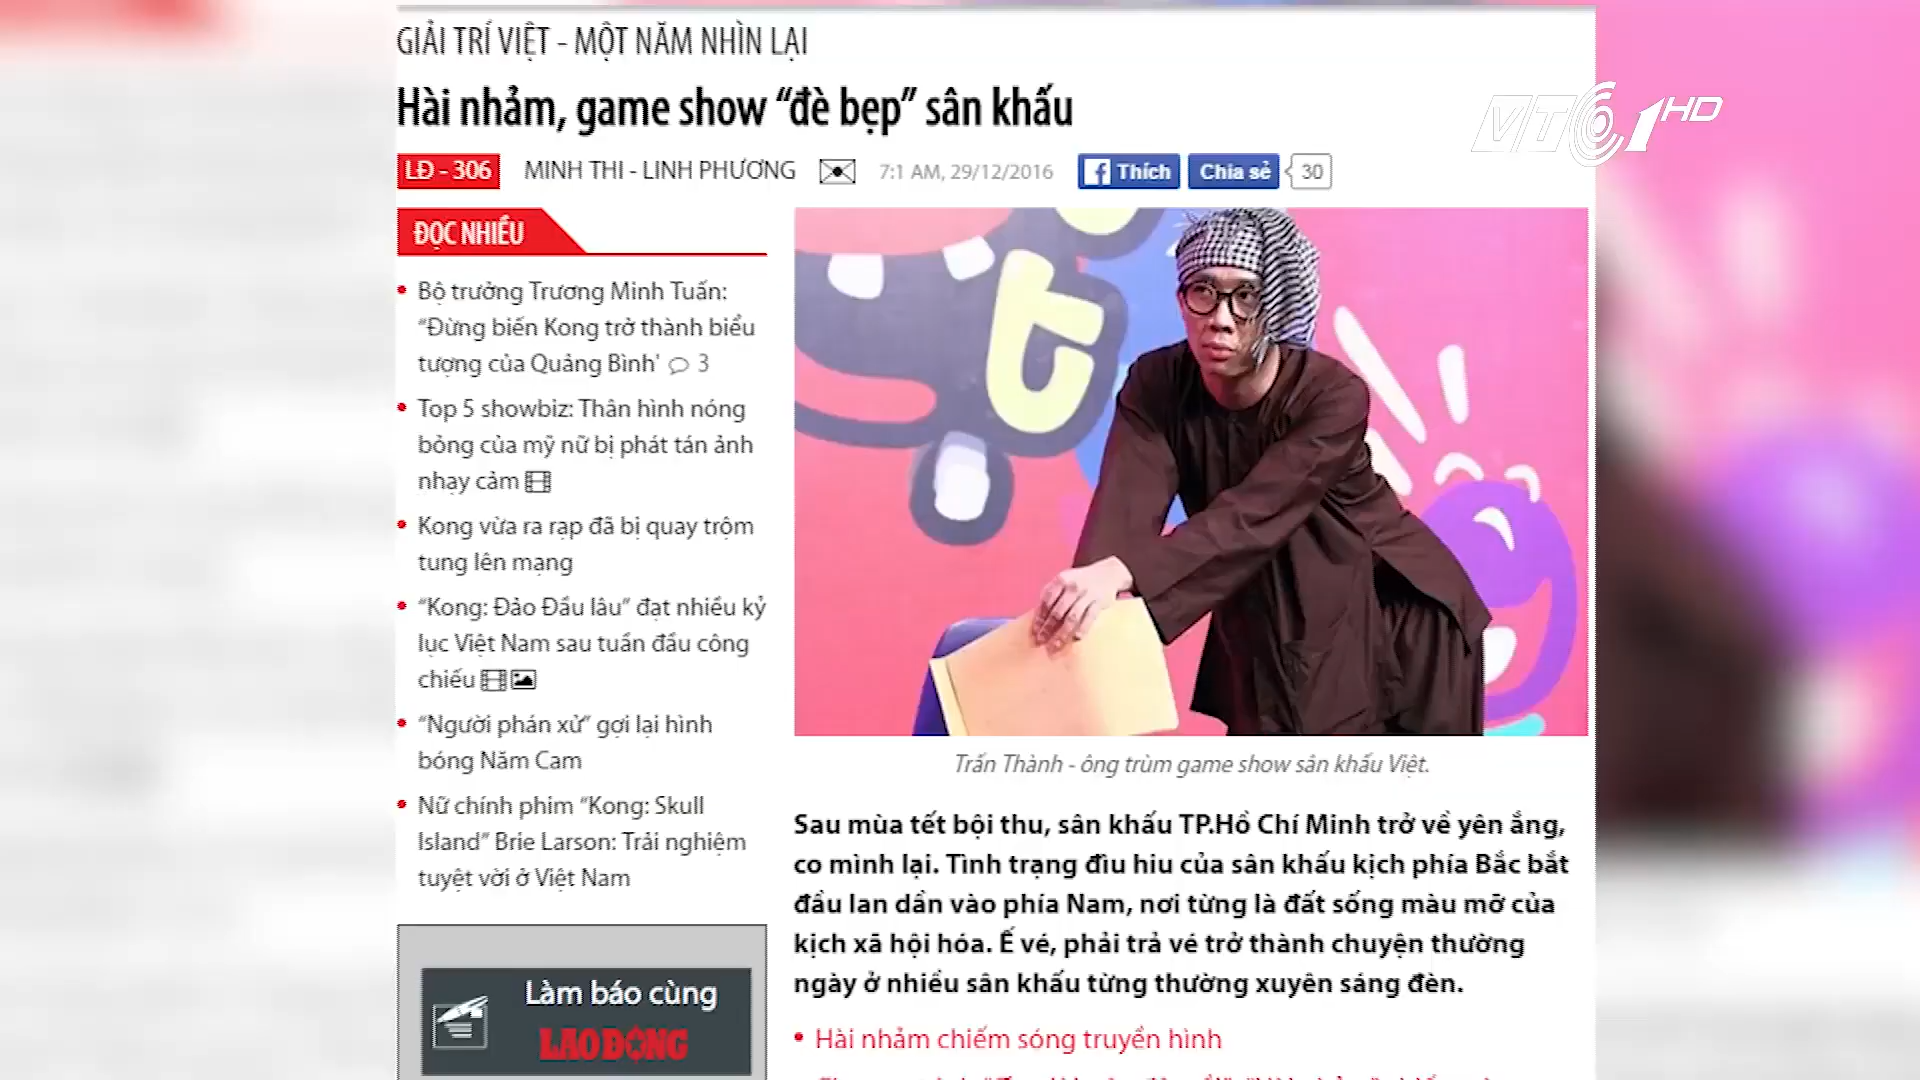 GIẢI TRÍ VIỆT - MỘT NĂM NHÌN LẠI
Hài nhảm, game show “đè bẹp” sân khấu
LĐ - 306 MINH THI - LINH PHƯƠNG 7:1 AM, 29/12/2016 Thích Chia sẻ 30
VTC1 HD
ĐỌC NHIỀU
Bộ trưởng Trương Minh Tuấn:
“Đừng biến Kong trở thành biểu
tượng của Quảng Bình' 3
Top 5 showbiz: Thân hình nóng
bỏng của mỹ nữ bị phát tán ảnh
nhạy cảm
Kong vừa ra rạp đã bị quay trộm
tung lên mạng
“Kong: Đảo Đầu lâu” đạt nhiều kỷ
lục Việt Nam sau tuần đầu công
chiếu
“Người phán xử” gợi lại hình
bóng Năm Cam
Nữ chính phim “Kong: Skull
Island” Brie Larson: Trải nghiệm
tuyệt vời ở Việt Nam
Làm báo cùng
LAO ĐỘNG
Trấn Thành - ông trùm game show sân khấu Việt.
Sau mùa tết bội thu, sân khấu TP.Hồ Chí Minh trở về yên ắng,
co mình lại. Tình trạng đìu hiu của sân khấu kịch phía Bắc bắt
đầu lan dần vào phía Nam, nơi từng là đất sống màu mỡ của
kịch xã hội hóa. Ế vé, phải trả vé trở thành chuyện thường
ngày ở nhiều sân khấu từng thường xuyên sáng đèn.
Hài nhảm chiếm sóng truyền hình